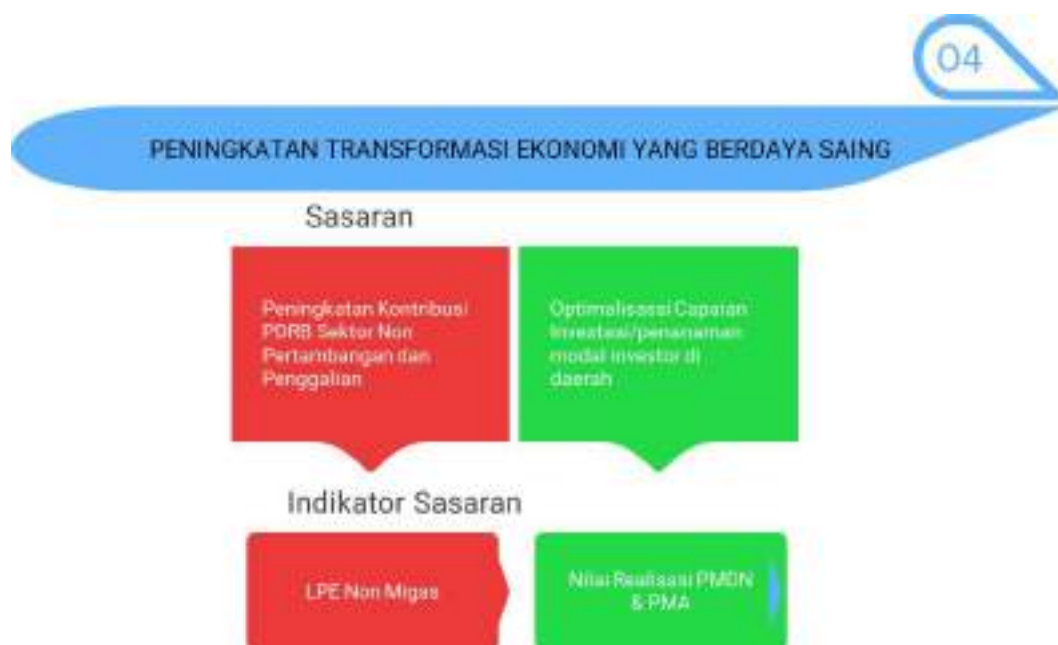 04
PENINGKATAN TRANSFORMASI EKONOMI YANG BERDAYA SAING
Sasaran
Peningkatan Kontribusi
PDRB Sektor Non
Pertambangan dan
Penggalian
Optimalisassi Capaian
Investasi/penanaman
modal investor di
daerah
Indikator Sasaran
LPE Non Migas
Nilai Realisasi PMDN
& PMA